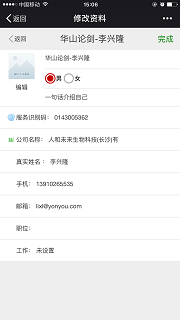 中国移动 15:06
返回 修改资料
返回 华山论剑-李兴隆 完成
华山论剑-李兴隆
男 女
编辑
一句话介绍自己
服务识别码： 0143005362
公司名称： 人和未来生物科技(长沙)有
真实姓名： 李兴隆
手机： 13910265535
邮箱： lixl@yonyou.com
职位：
工作： 未设置